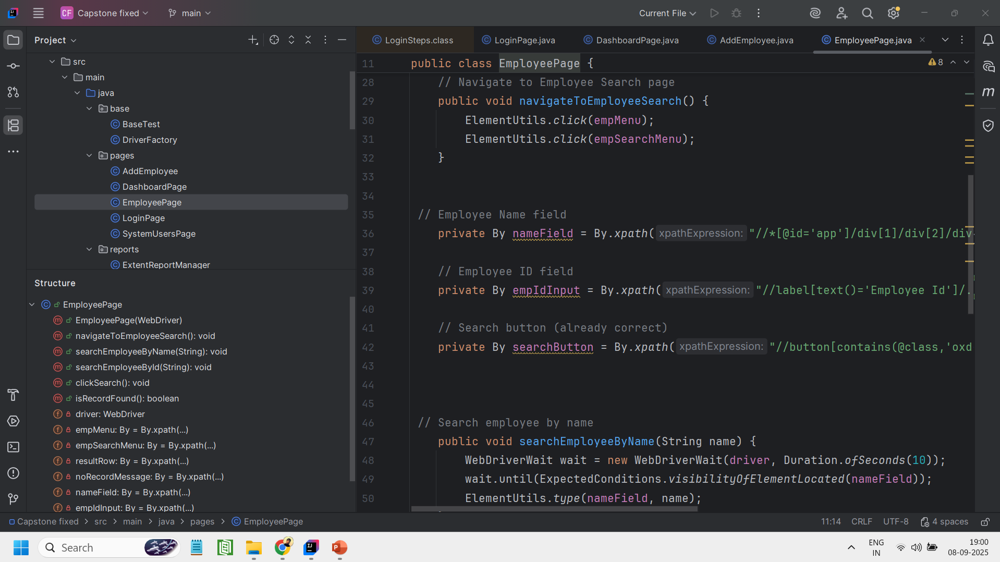 CF Capstone fixed
main
Current File
Project
LoginSteps.class
LoginPage.java
DashboardPage.java
AddEmployee.java
EmployeePage.java
src
main
java
base
BaseTest
DriverFactory
pages
AddEmployee
DashboardPage
EmployeePage
LoginPage
SystemUsersPage
reports
ExtentReportManager
Structure
EmployeePage
EmployeePage(WebDriver)
navigateToEmployeeSearch(): void
searchEmployeeByName(String): void
searchEmployeeById(String): void
clickSearch(): void
isRecordFound(): boolean
driver: WebDriver
empMenu: By = By.xpath(...)
empSearchMenu: By = By.xpath(...)
resultRow: By = By.xpath(...)
noRecordMessage: By = By.xpath(...)
nameField: By = By.xpath(...)
empIdInput: By = By.xpath(...)
11 public class EmployeePage {
8
28 // Navigate to Employee Search page
29 public void navigateToEmployeeSearch() {
30 ElementUtils.click(empMenu);
31 ElementUtils.click(empSearchMenu);
32 }
33
34
35 // Employee Name field
36 private By nameField = By.xpath( xpathExpression: "//*[@id='app']/div[1]/div[2]/div
37
38 // Employee ID field
39 private By empIdInput = By.xpath( xpathExpression: "//label[text()='Employee Id']/.
40
41 // Search button (already correct)
42 private By searchButton = By.xpath( xpathExpression: "//button[contains(@class,'oxd
43
44
45
46 // Search employee by name
47 public void searchEmployeeByName(String name) {
48 WebDriverWait wait = new WebDriverWait(driver, Duration.ofSeconds(10));
49 wait.until(ExpectedConditions.visibilityOfElementLocated(nameField));
50 ElementUtils.type(nameField, name);
Capstone fixed > src > main > java > pages > EmployeePage
11:14 CRLF UTF-8 4 spaces
Search
ENG
IN
19:00
08-09-2025